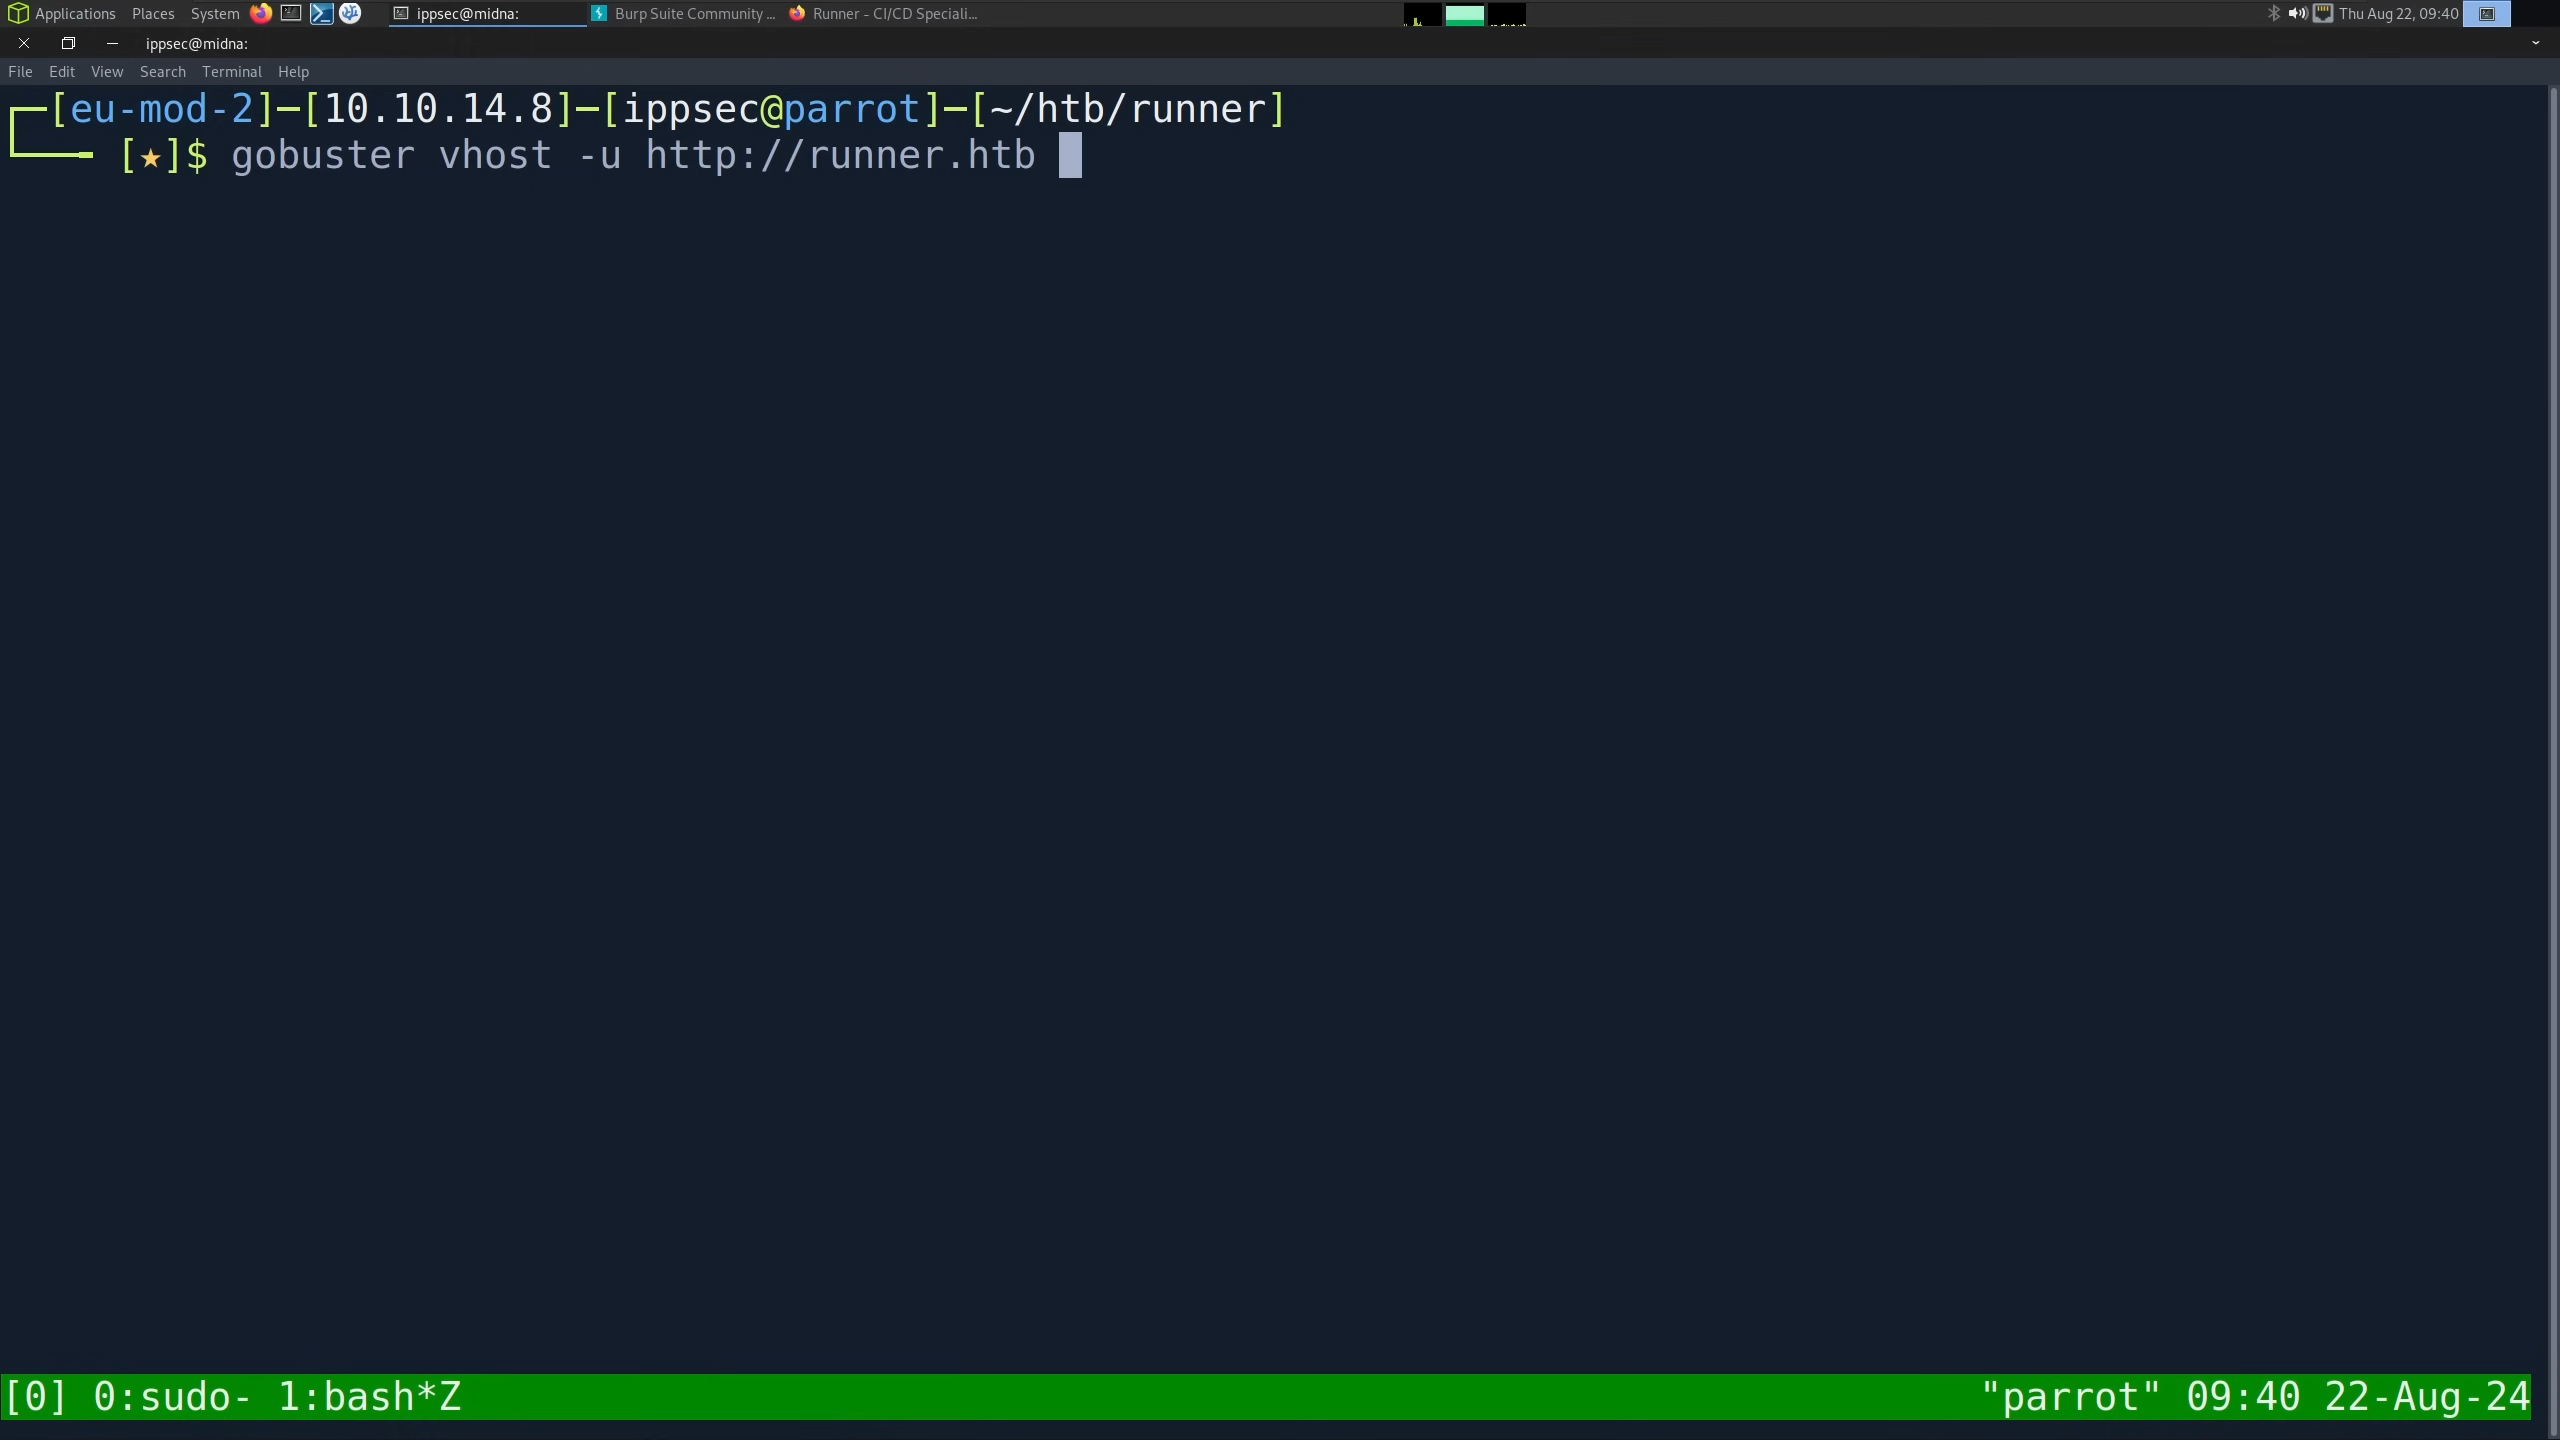 Applications Places System ippsec@midna: Burp Suite Community ... Runner - CI/CD Speciali... Thu Aug 22, 09:40
ippsec@midna:
File Edit View Search Terminal Help
┌─[eu-mod-2]─[10.10.14.8]─[ippsec@parrot]─[~/htb/runner]
└──╼ [★]$ gobuster vhost -u http://runner.htb
[0] 0:sudo- 1:bash*Z "parrot" 09:40 22-Aug-24